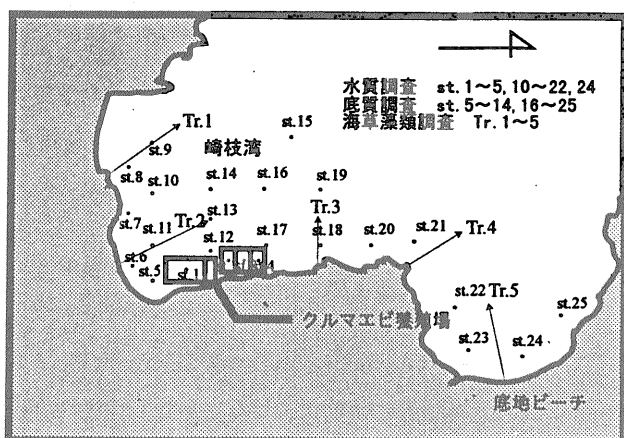 水質調査 st.1～5,10～22,24
底質調査 st.5～14,16～25
海草藻類調査 Tr.1～5
Tr.1
st.15
st.9
崎枝湾
st.8
st.10
st.14
st.16
st.19
st.7
Tr.2
st.13
Tr.3
st.11
st.12
st.17
st.18
st.20
st.21
Tr.4
st.6
st.5
st.1
st.22
Tr.5
st.25
クルマエビ養殖場
st.23
st.24
底地ビーチ